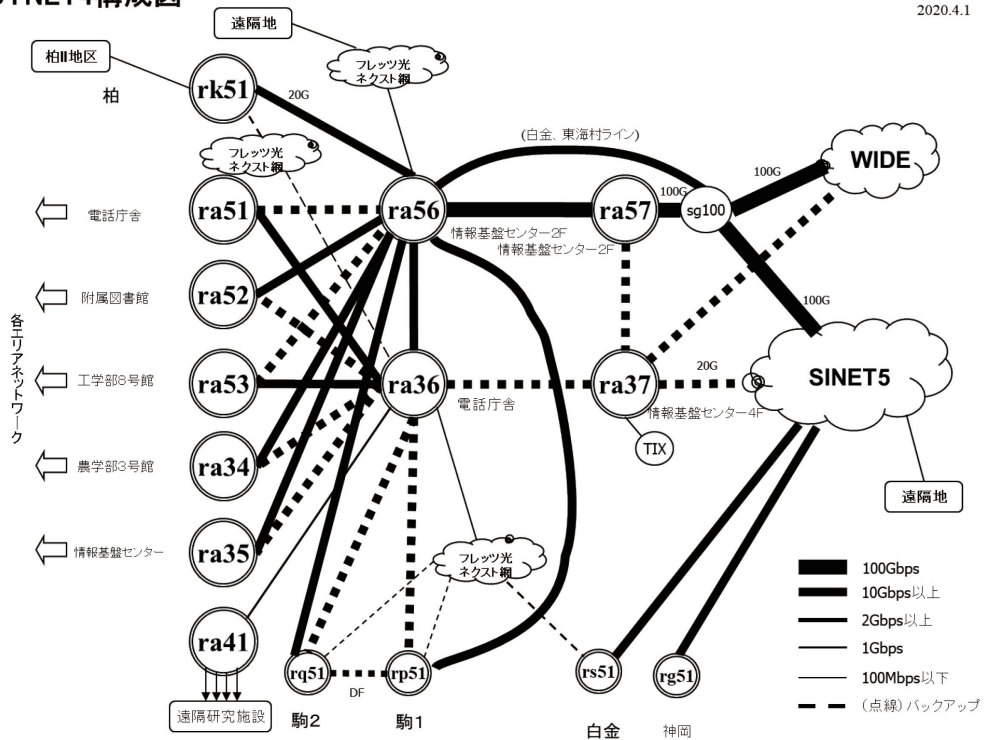 構成図
2020.4.1
遠隔地
柏Ⅱ地区
柏
rk51
20G
フレッツ光
ネクスト網
フレッツ光
ネクスト網
(白金、東海村ライン)
WIDE
100G
100G
ra51
電話庁舎
ra56
ra57
sg100
情報基盤センター2F
情報基盤センター2F
ra52
附属図書館
100G
各エリアネットワーク
ra53
工学部8号館
ra36
電話庁舎
ra37
20G
SINET5
情報基盤センター4F
TIX
ra34
農学部3号館
遠隔地
ra35
情報基盤センター
フレッツ光
ネクスト網
ra41
rq51
DF
rp51
rs51
rg51
遠隔研究施設
駒2
駒1
白金
神岡
100Gbps
10Gbps以上
2Gbps以上
1Gbps
100Mbps以下
(点線)バックアップ